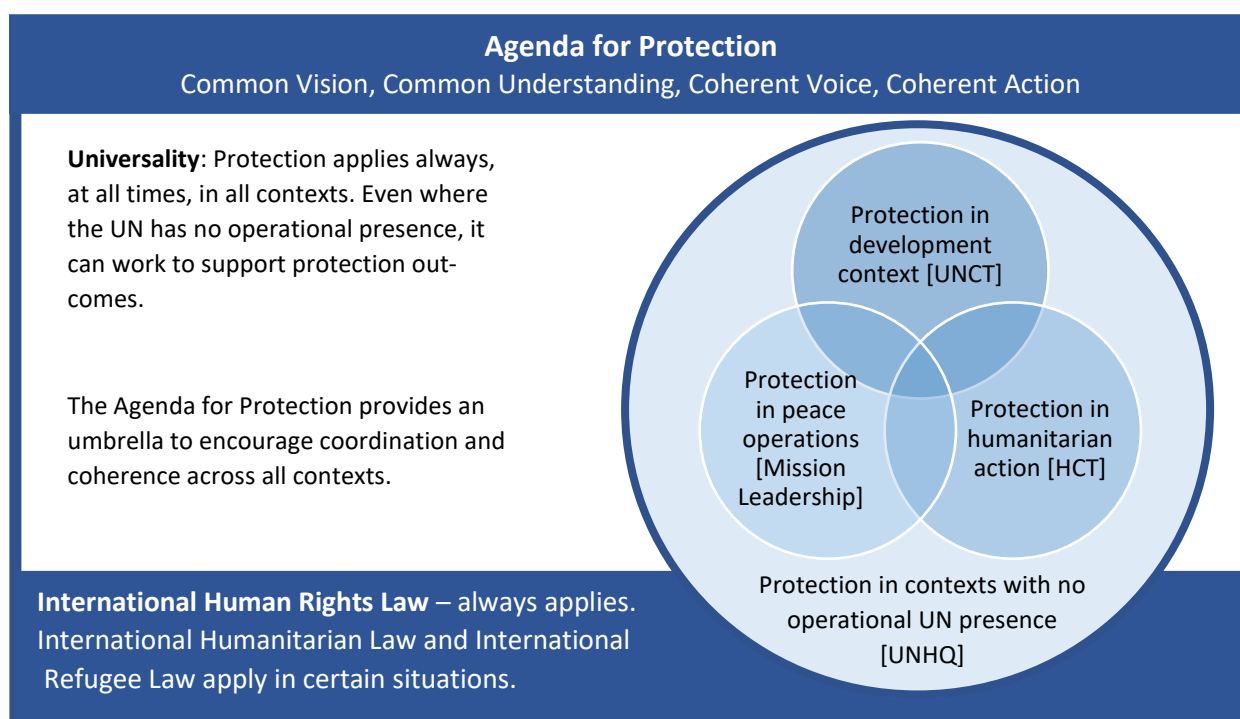 Agenda for Protection
Common Vision, Common Understanding, Coherent Voice, Coherent Action
Universality: Protection applies always,
at all times, in all contexts. Even where
the UN has no operational presence, it
can work to support protection out-
comes.
The Agenda for Protection provides an
umbrella to encourage coordination and
coherence across all contexts.
Protection in
development
context [UNCT]
Protection
in peace
operations
[Mission
Leadership]
Protection in
humanitarian
action [HCT]
Protection in contexts with no
operational UN presence
[UNHQ]
International Human Rights Law – always applies.
International Humanitarian Law and International
Refugee Law apply in certain situations.